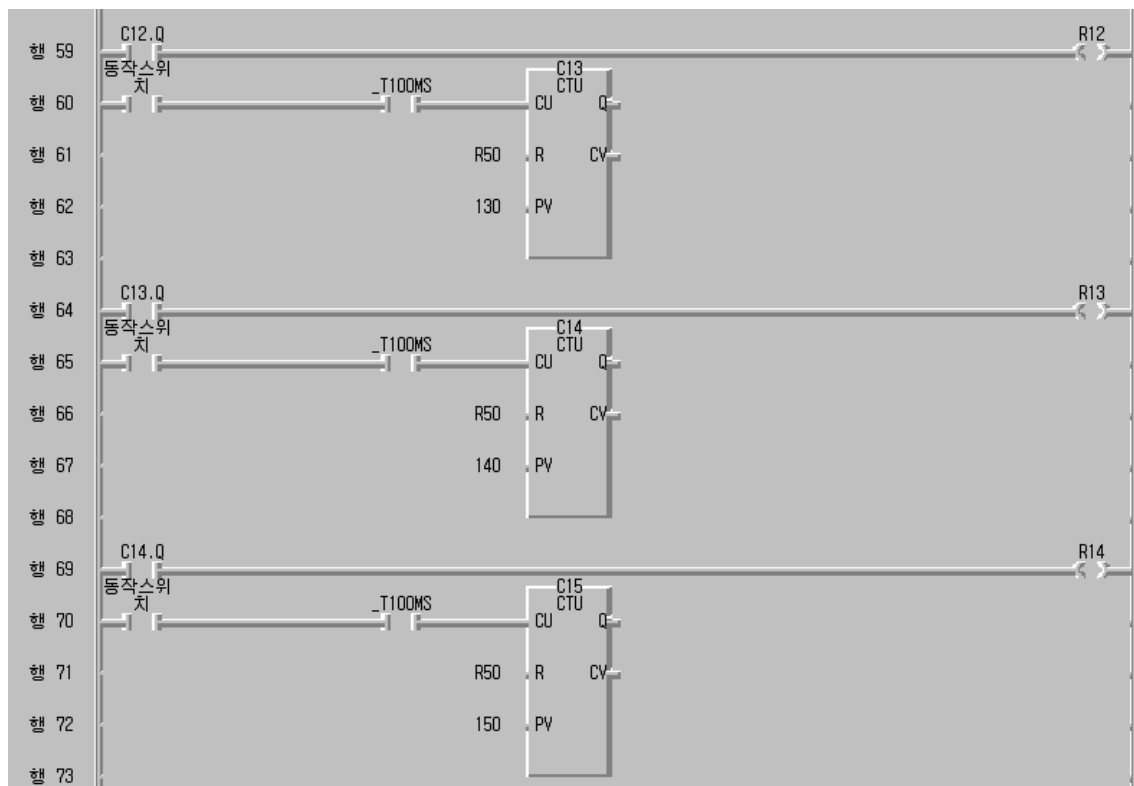 C12.Q R12
행 59
동작스위
치 _T100MS C13
CTU
행 60 CU Q
행 61 R50 R CV
행 62 130 PV
행 63
C13.Q R13
행 64
동작스위
치 _T100MS C14
CTU
행 65 CU Q
행 66 R50 R CV
행 67 140 PV
행 68
C14.Q R14
행 69
동작스위
치 _T100MS C15
CTU
행 70 CU Q
행 71 R50 R CV
행 72 150 PV
행 73